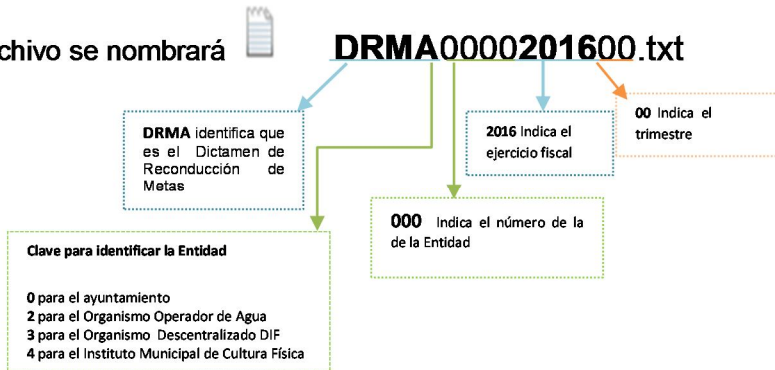 chivo se nombrará DRMA0000201600.txt
DRMA identifica que
es el Dictamen de
Reconducción de
Metas
2016 Indica el
ejercicio fiscal
00 Indica el
trimestre
000 Indica el número de la
de la Entidad
Clave para identificar la Entidad
0 para el ayuntamiento
2 para el Organismo Operador de Agua
3 para el Organismo Descentralizado DIF
4 para el Instituto Municipal de Cultura Física